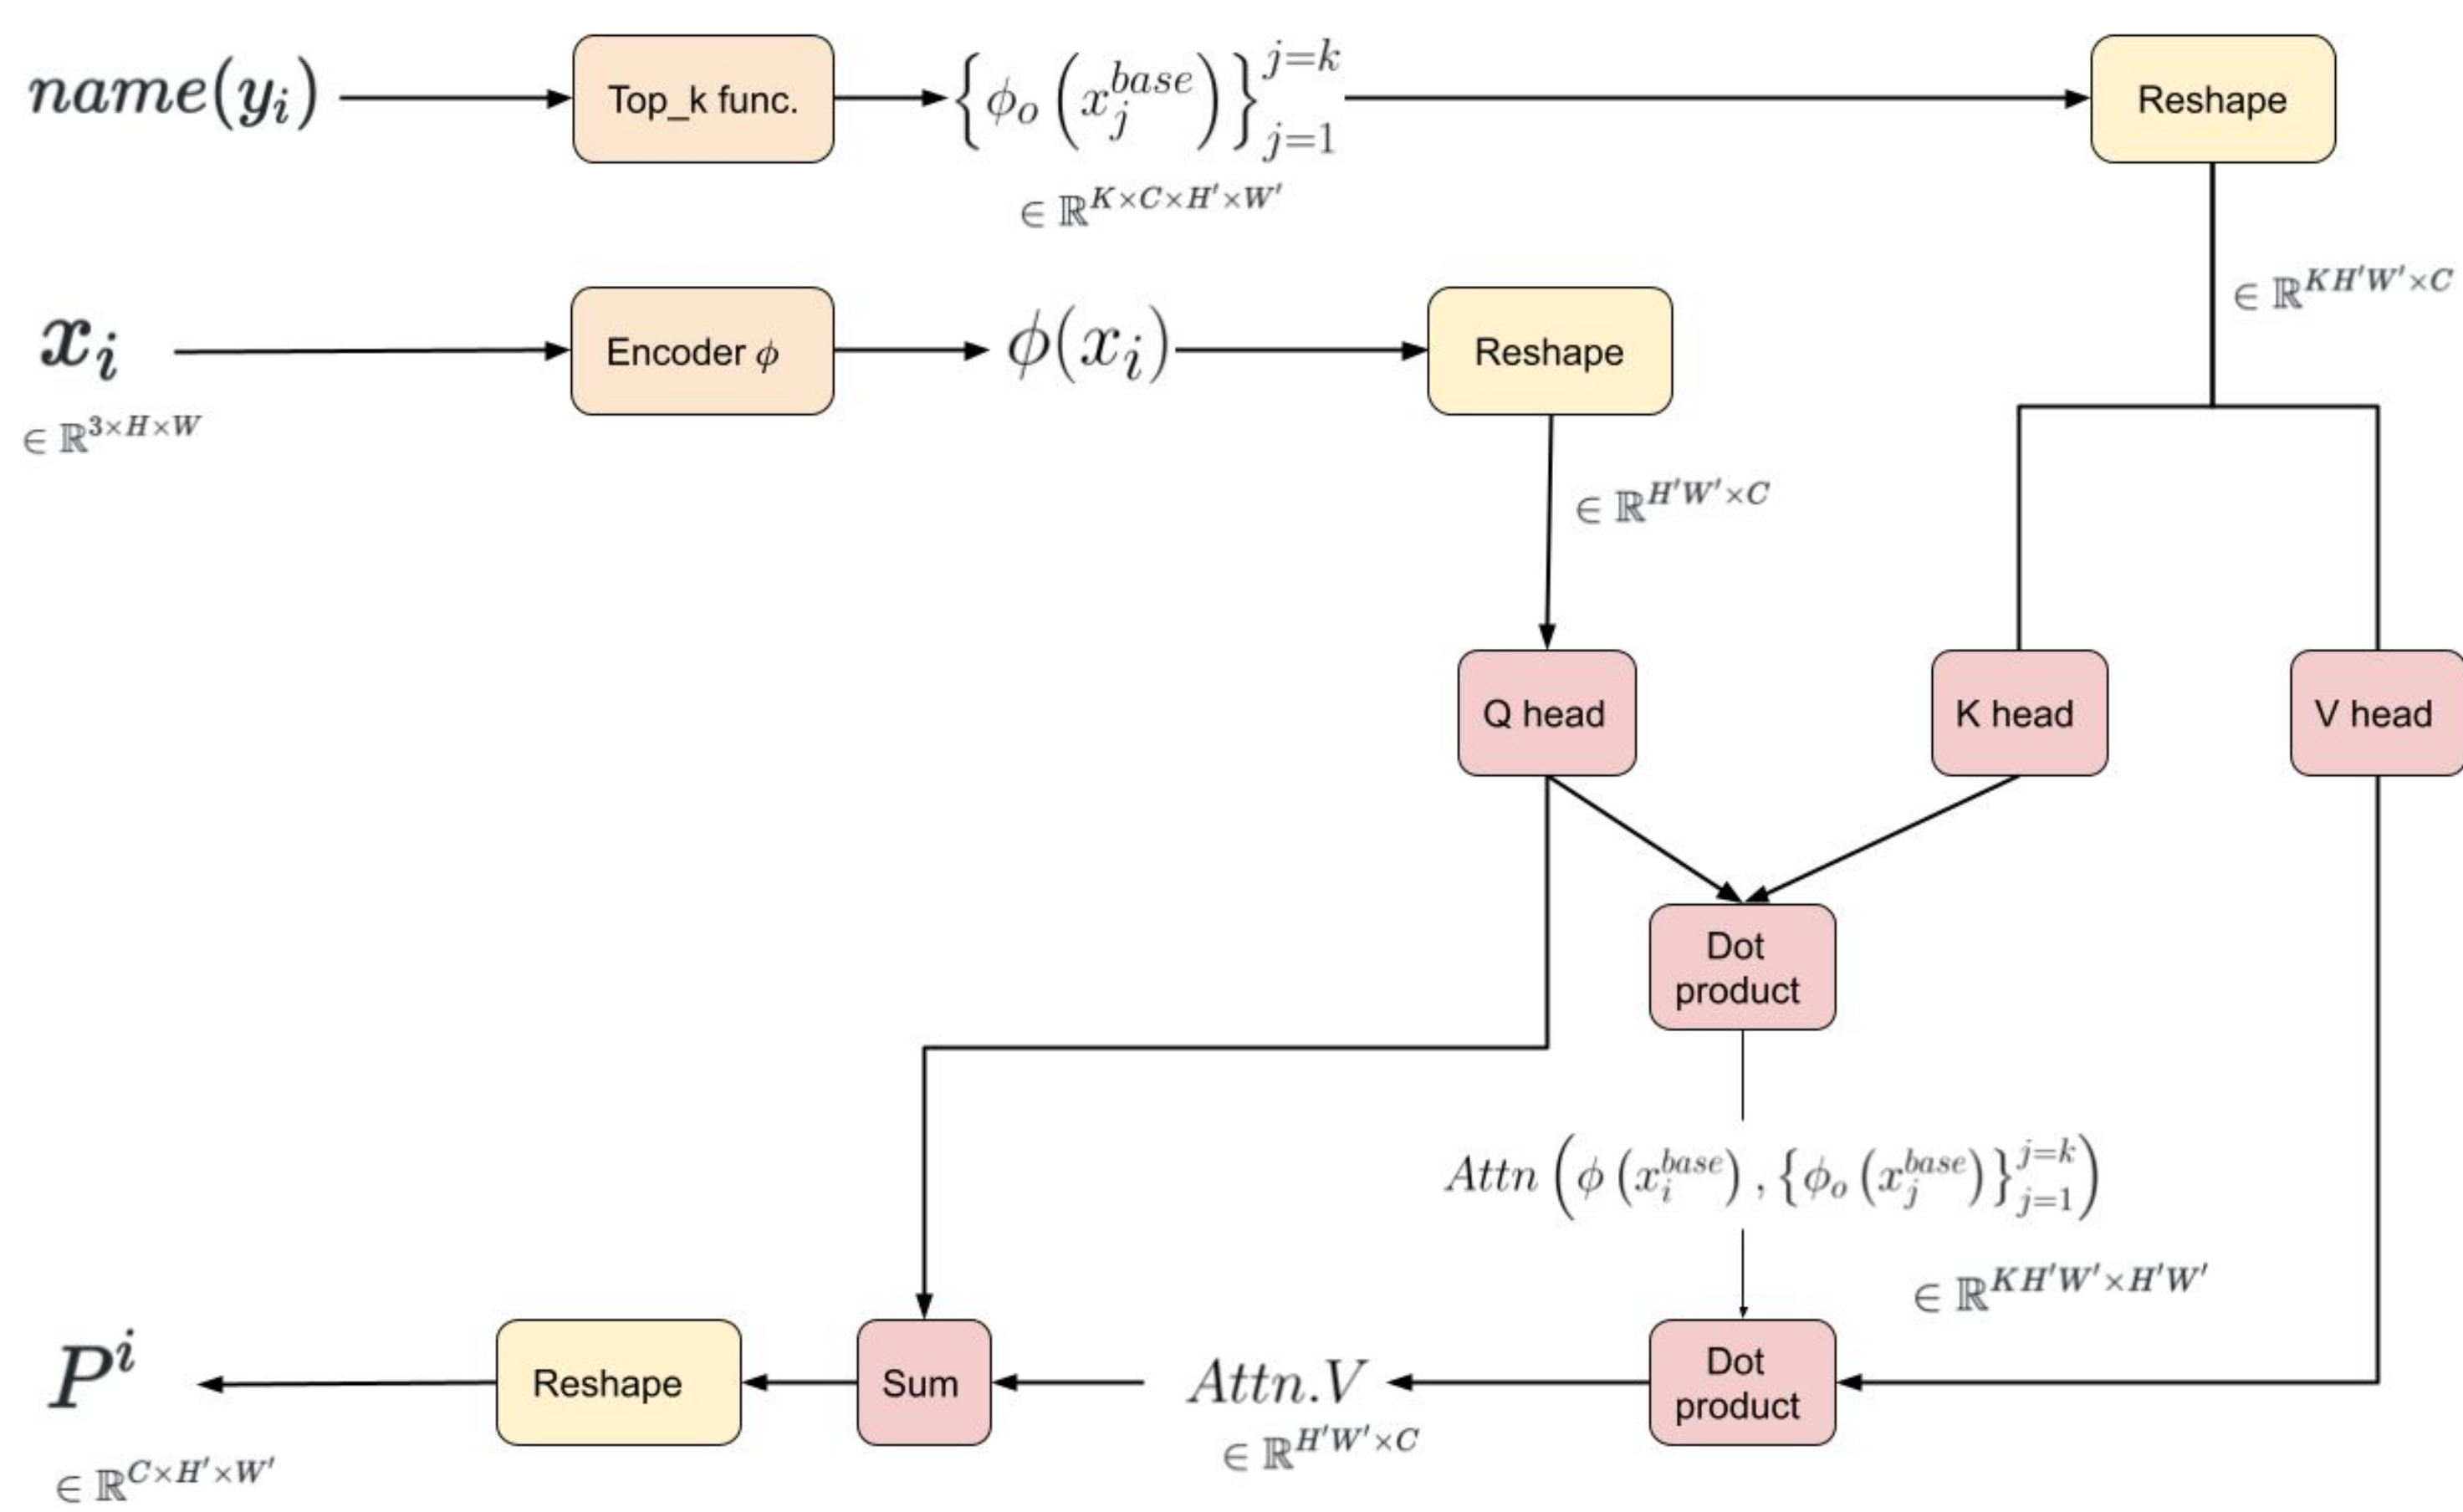 name(y_i)
Top_k func.
{ϕ_o (x_j^{base})}_{j=1}^{j=k}
Reshape
∈ ℝ^{K×C×H′×W′}
∈ ℝ^{KH′W′×C}
x_i
Encoder ϕ
ϕ(x_i)
Reshape
∈ ℝ^{3×H×W}
∈ ℝ^{H′W′×C}
Q head
K head
V head
Dot
product
Attn (ϕ (x_i^{base}) , {ϕ_o (x_j^{base})}_{j=1}^{j=k})
∈ ℝ^{KH′W′×H′W′}
P^i
Reshape
Sum
Attn.V
Dot
product
∈ ℝ^{H′W′×C}
∈ ℝ^{C×H′×W′}